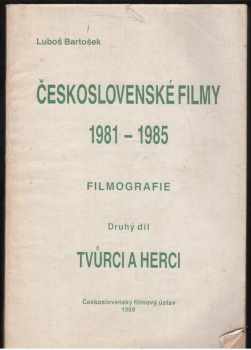 Luboš Bartošek
ČESKOSLOVENSKÉ FILMY
1981 – 1985
FILMOGRAFIE
Druhý díl
TVŮRCI A HERCI
Československý filmový ústav